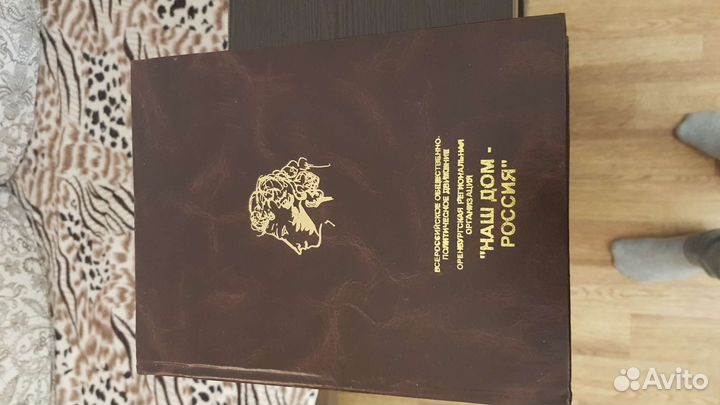 ВСЕРОССИЙСКОЕ ОБЩЕСТВЕННО-
ПОЛИТИЧЕСКОЕ ДВИЖЕНИЕ
ОРЕНБУРГСКАЯ РЕГИОНАЛЬНАЯ
ОРГАНИЗАЦИЯ
"НАШ ДОМ -
РОССИЯ"
Avito